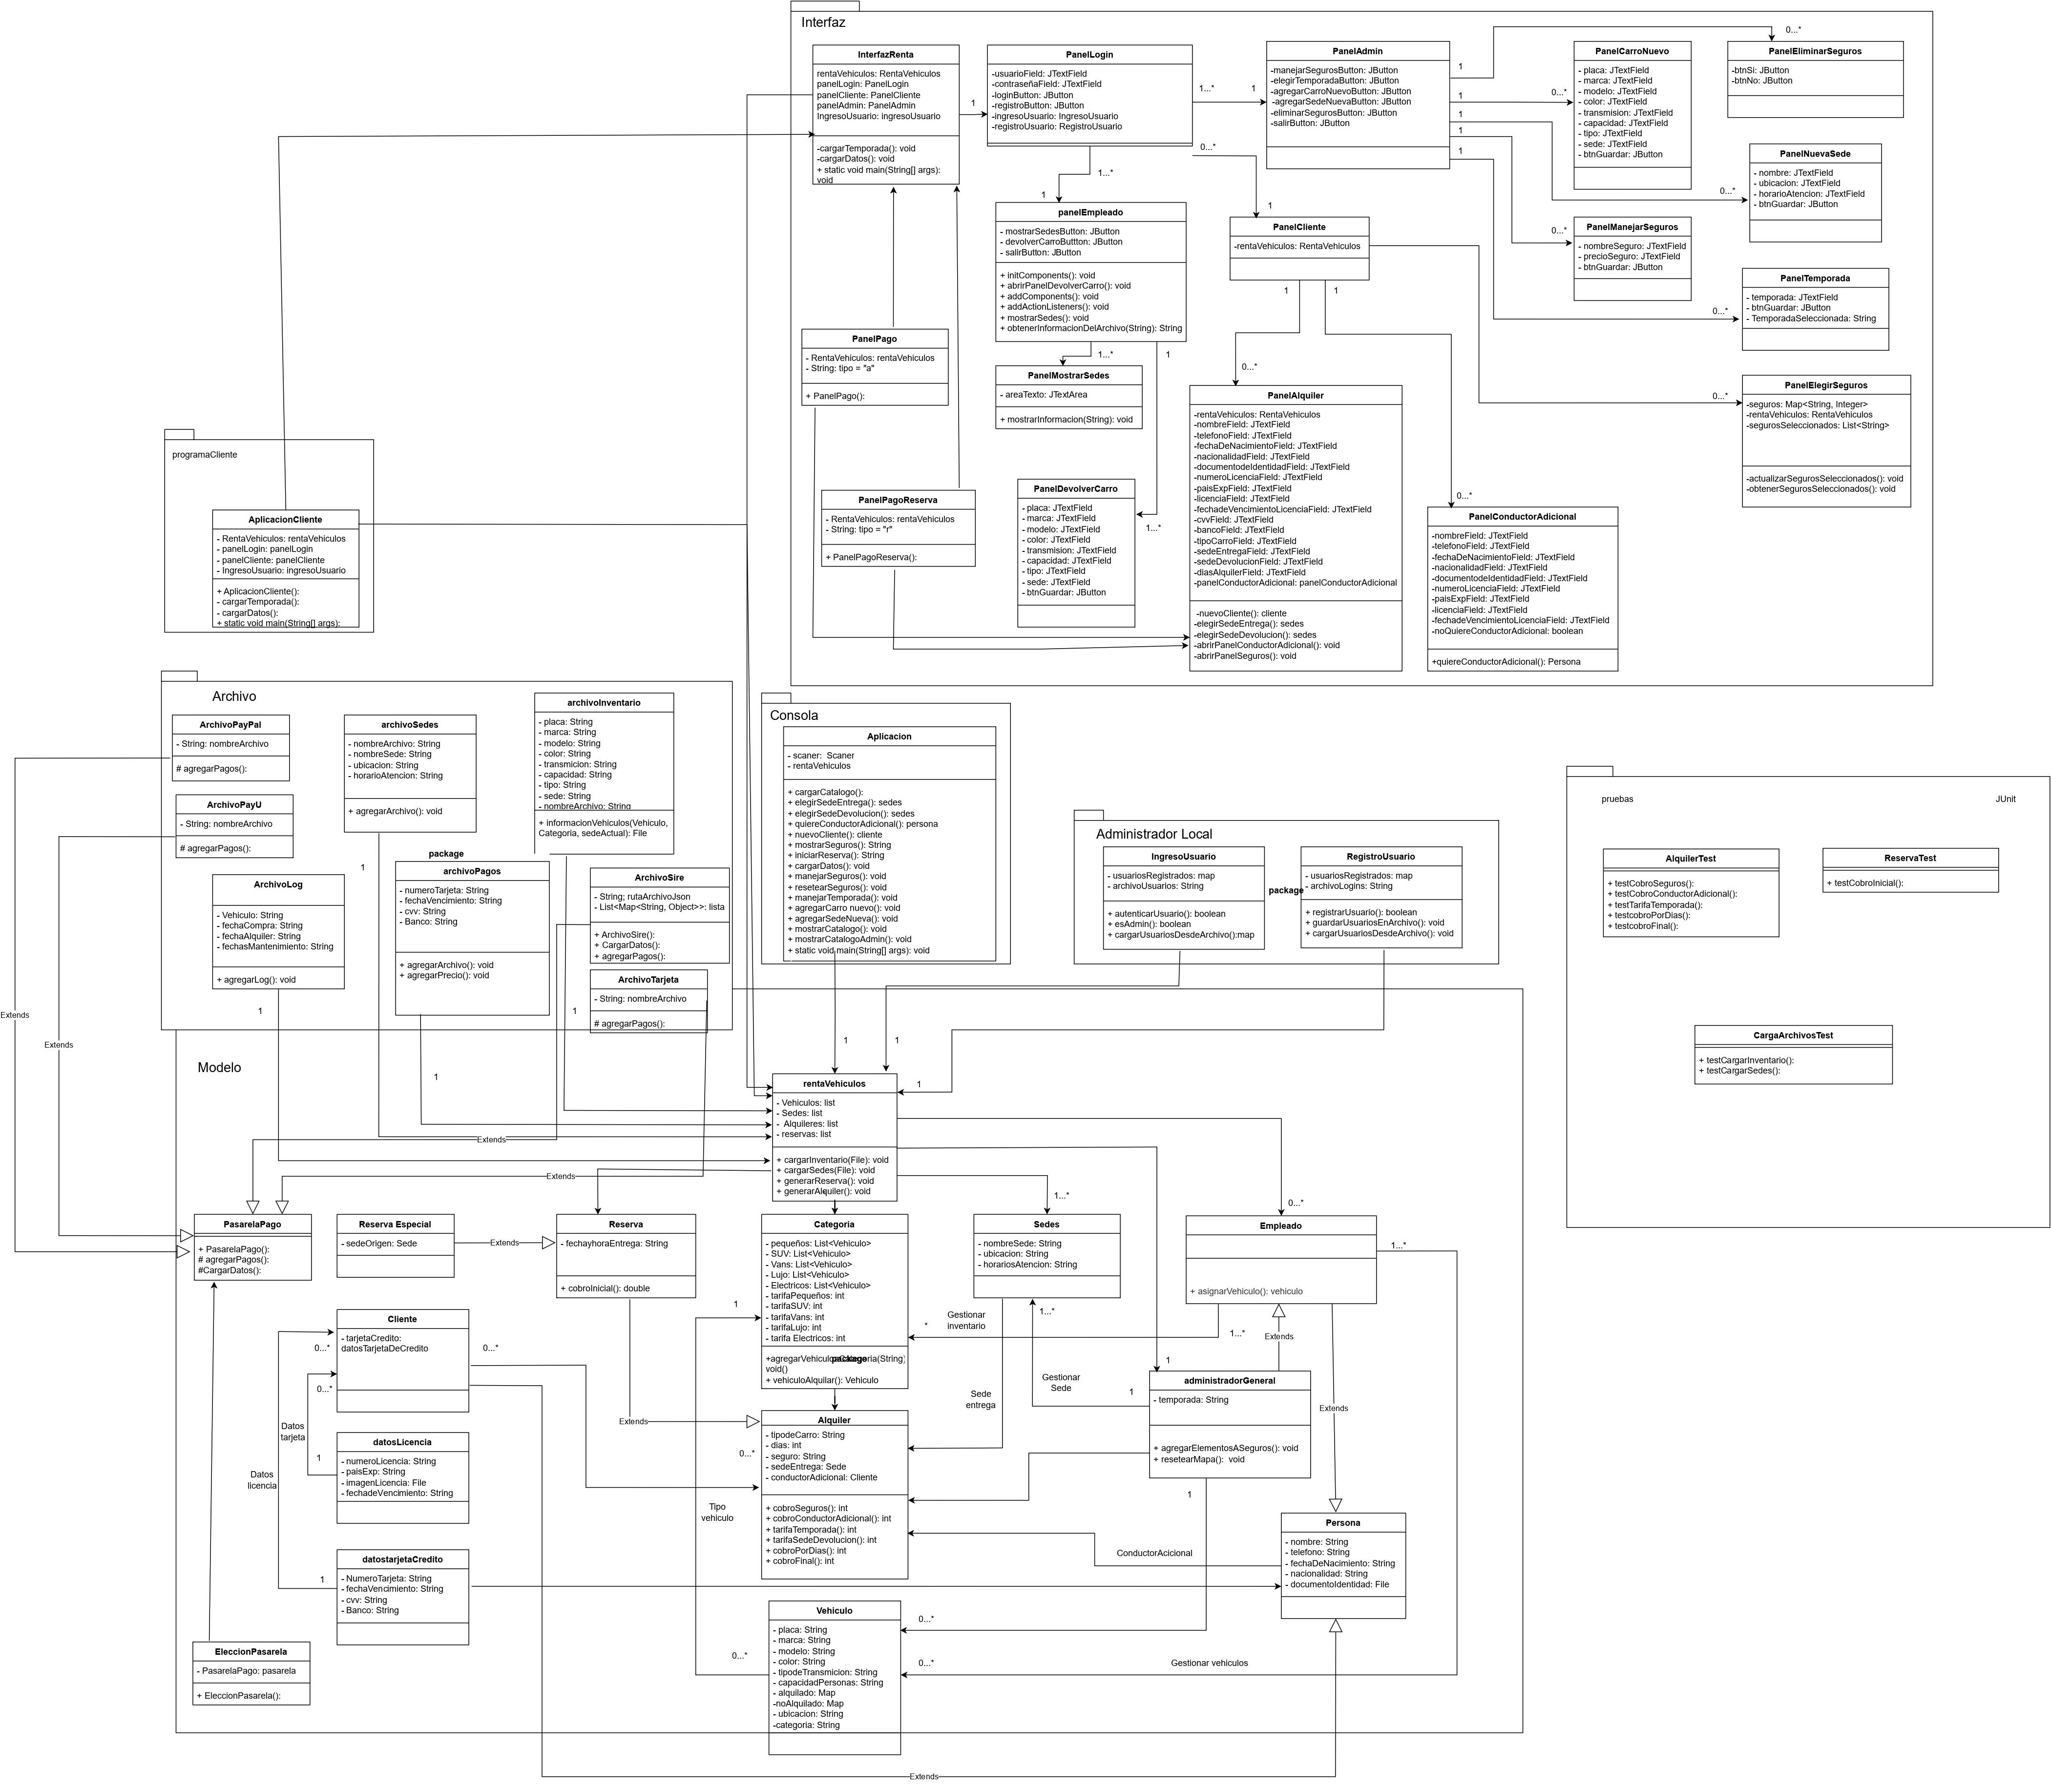 Interfaz
InterfazRenta
rentaVehiculos: RentaVehiculos
panelLogin: PanelLogin
panelCliente: PanelCliente
panelAdmin: PanelAdmin
IngresoUsuario: ingresoUsuario
-cargarTemporada(): void
-cargarDatos(): void
+ static void main(String[] args):
void
1
PanelLogin
-usuarioField: JTextField
-contraseñaField: JTextField
-loginButton: JButton
-registroButton: JButton
-ingresoUsuario: IngresoUsuario
-registroUsuario: RegistroUsuario
1...*
1
0...*
1
1...*
1
PanelAdmin
-manejarSegurosButton: JButton
-elegirTemporadaButton: JButton
-agregarCarroNuevoButton: JButton
-agregarSedeNuevaButton: JButton
-eliminarSegurosButton: JButton
-salirButton: JButton
1
1
1
1
1
0...*
0...*
0...*
0...*
0...*
PanelCarroNuevo
- placa: JTextField
- marca: JTextField
- modelo: JTextField
- color: JTextField
- transmision: JTextField
- capacidad: JTextField
- tipo: JTextField
- sede: JTextField
- btnGuardar: JButton
PanelEliminarSeguros
-btnSi: JButton
-btnNo: JButton
PanelNuevaSede
- nombre: JTextField
- ubicacion: JTextField
- horarioAtencion: JTextField
- btnGuardar: JButton
PanelManejarSeguros
- nombreSeguro: JTextField
- precioSeguro: JTextField
- btnGuardar: JButton
PanelTemporada
- temporada: JTextField
- btnGuardar: JButton
- TemporadaSeleccionada: String
panelEmpleado
- mostrarSedesButton: JButton
- devolverCarroButtton: JButton
- salirButton: JButton
+ initComponents(): void
+ abrirPanelDevolverCarro(): void
+ addComponents(): void
+ addActionListeners(): void
+ mostrarSedes(): void
+ obtenerInformacionDelArchivo(String): String
1...*
1
1...*
PanelCliente
-rentaVehiculos: RentaVehiculos
1
1
0...*
0...*
0...*
PanelPago
- RentaVehiculos: rentaVehiculos
- String: tipo = "a"
+ PanelPago():
PanelMostrarSedes
- areaTexto: JTextArea
+ mostrarInformacion(String): void
PanelAlquiler
-rentaVehiculos: RentaVehiculos
-nombreField: JTextField
-telefonoField: JTextField
-fechaDeNacimientoField: JTextField
-nacionalidadField: JTextField
-documentodeIdentidadField: JTextField
-numeroLicenciaField: JTextField
-paisExpField: JTextField
-licenciaField: JTextField
-fechadeVencimientoLicenciaField: JTextField
-cvvField: JTextField
-bancoField: JTextField
-tipoCarroField: JTextField
-sedeEntregaField: JTextField
-sedeDevolucionField: JTextField
-diasAlquilerField: JTextField
-panelConductorAdicional: panelConductorAdicional
-nuevoCliente(): cliente
-elegirSedeEntrega(): sedes
-elegirSedeDevolucion(): sedes
-abrirPanelConductorAdicional(): void
-abrirPanelSeguros(): void
PanelElegirSeguros
-seguros: Map<String, Integer>
-rentaVehiculos: RentaVehiculos
-segurosSeleccionados: List<String>
-actualizarSegurosSeleccionados(): void
-obtenerSegurosSeleccionados(): void
PanelPagoReserva
- RentaVehiculos: rentaVehiculos
- String: tipo = "r"
+ PanelPagoReserva():
PanelDevolverCarro
- placa: JTextField
- marca: JTextField
- modelo: JTextField
- color: JTextField
- transmision: JTextField
- capacidad: JTextField
- tipo: JTextField
- sede: JTextField
- btnGuardar: JButton
PanelConductorAdicional
-nombreField: JTextField
-telefonoField: JTextField
-fechaDeNacimientoField: JTextField
-nacionalidadField: JTextField
-documentodeIdentidadField: JTextField
-numeroLicenciaField: JTextField
-paisExpField: JTextField
-licenciaField: JTextField
-fechadeVencimientoLicenciaField: JTextField
-noQuiereConductorAdicional: boolean
+quiereConductorAdicional(): Persona
programaCliente
AplicacionCliente
- RentaVehiculos: rentaVehiculos
- panelLogin: panelLogin
- panelCliente: panelCliente
- IngresoUsuario: ingresoUsuario
+ AplicacionCliente():
- cargarTemporada():
- cargarDatos():
+ static void main(String[] args):
Archivo
ArchivoPayPal
- String: nombreArchivo
# agregarPagos():
ArchivoPayU
- String: nombreArchivo
# agregarPagos():
archivoSedes
- nombreArchivo: String
- nombreSede: String
- ubicacion: String
- horarioAtencion: String
+ agregarArchivo(): void
1
archivoInventario
- placa: String
- marca: String
- modelo: String
- color: String
- transmicion: String
- capacidad: String
- tipo: String
- sede: String
- nombreArchivo: String
+ informacionVehiculos(Vehiculo,
Categoria, sedeActual): File
1
ArchivoLog
- Vehiculo: String
- fechaCompra: String
- fechaAlquiler: String
- fechasMantenimiento: String
+ agregarLog(): void
1
package
archivoPagos
- numeroTarjeta: String
- fechaVencimiento: String
- cvv: String
- Banco: String
+ agregarArchivo(): void
+ agregarPrecio(): void
1
ArchivoSire
- String; rutaArchivoJson
- List<Map<String, Object>>: lista
+ ArchivoSire():
+ CargarDatos():
+ agregarPagos():
ArchivoTarjeta
- String: nombreArchivo
# agregarPagos():
Extends
Extends
Extends
Extends
Consola
Aplicacion
- scaner: Scaner
- rentaVehiculos
+ cargarCatalogo():
+ elegirSedeEntrega(): sedes
+ elegirSedeDevolucion(): sedes
+ quiereConductorAdicional(): persona
+ nuevoCliente(): cliente
+ mostrarSeguros(): String
+ iniciarReserva(): String
+ cargarDatos(): void
+ manejarSeguros(): void
+ resetearSeguros(): void
+ manejarTemporada(): void
+ agregarCarro nuevo(): void
+ agregarSedeNueva(): void
+ mostrarCatalogo(): void
+ mostrarCatalogoAdmin(): void
+ static void main(String[] args): void
1
Administrador Local
IngresoUsuario
- usuariosRegistrados: map
- archivoUsuarios: String
+ autenticarUsuario(): boolean
+ esAdmin(): boolean
+ cargarUsuariosDesdeArchivo():map
1
package
RegistroUsuario
- usuariosRegistrados: map
- archivoLogins: String
+ registrarUsuario(): boolean
+ guardarUsuariosEnArchivo(): void
+ cargarUsuariosDesdeArchivo(): void
1
pruebas
JUnit
AlquilerTest
+ testCobroSeguros():
+ testCobroConductorAdicional():
+ testTarifaTemporada():
+ testcobroPorDias():
+ testcobroFinal():
ReservaTest
+ testCobroInicial():
CargaArchivosTest
+ testCargarInventario():
+ testCargarSedes():
Modelo
rentaVehiculos
- Vehiculos: list
- Sedes: list
- Alquileres: list
- reservas: list
+ cargarInventario(File): void
+ cargarSedes(File): void
+ generarReserva(): void
+ generarAlquiler(): void
1...*
0...*
PasarelaPago
+ PasarelaPago():
# agregarPagos():
#CargarDatos():
Reserva Especial
- sedeOrigen: Sede
Extends
Reserva
- fechayhoraEntrega: String
+ cobroInicial(): double
Extends
Categoria
- pequeños: List<Vehiculo>
- SUV: List<Vehiculo>
- Vans: List<Vehiculo>
- Lujo: List<Vehiculo>
- Electricos: List<Vehiculo>
- tarifaPequeños: int
- tarifaSUV: int
- tarifaVans: int
- tarifaLujo: int
- tarifa Electricos: int
package
void()
+ vehiculoAlquilar(): Vehiculo
1
*
Gestionar
inventario
Sedes
- nombreSede: String
- ubicacion: String
- horariosAtencion: String
1...*
Empleado
+ asignarVehiculo(): vehiculo
1...*
1...*
Extends
Extends
Gestionar
Sede
1
1
Sede
entrega
administradorGeneral
- temporada: String
+ agregarElementosASeguros(): void
+ resetearMapa(): void
1
Cliente
- tarjetaCredito:
datosTarjetaDeCredito
0...*
0...*
0...*
Datos
tarjeta
1
datosLicencia
- numeroLicencia: String
- paisExp: String
- imagenLicencia: File
- fechadeVencimiento: String
Datos
licencia
1
datostarjetaCredito
- NumeroTarjeta: String
- fechaVencimiento: String
- cvv: String
- Banco: String
Alquiler
- tipodeCarro: String
- dias: int
- seguro: String
- sedeEntrega: Sede
- conductorAdicional: Cliente
+ cobroSeguros(): int
+ cobroConductorAdicional(): int
+ tarifaTemporada(): int
+ tarifaSedeDevolucion(): int
+ cobroPorDias(): int
+ cobroFinal(): int
0...*
Tipo
vehiculo
ConductorAcicional
Persona
- nombre: String
- telefono: String
- fechaDeNacimiento: String
- nacionalidad: String
- documentoIdentidad: File
EleccionPasarela
- PasarelaPago: pasarela
+ EleccionPasarela():
Vehiculo
- placa: String
- marca: String
- modelo: String
- color: String
- tipodeTransmicion: String
- capacidadPersonas: String
- alquilado: Map
-noAlquilado: Map
- ubicacion: String
-categoria: String
0...*
0...*
0...*
Gestionar vehiculos
Extends